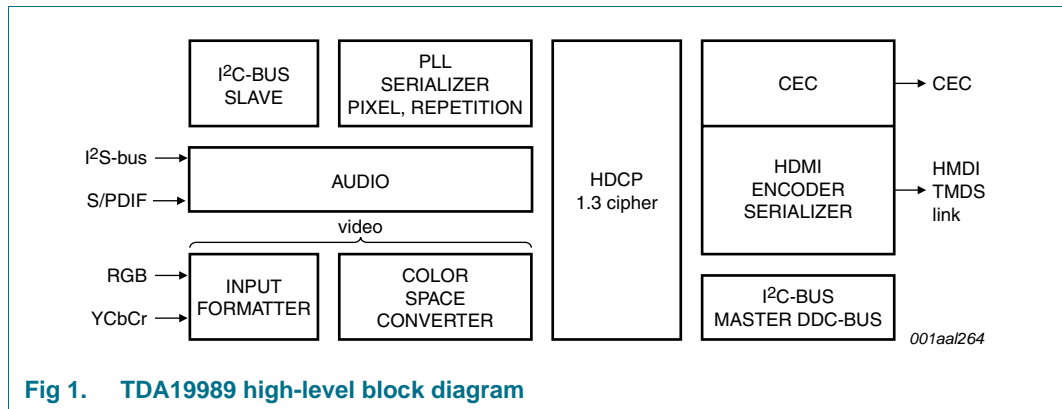 I²C-BUS
SLAVE
PLL
SERIALIZER
PIXEL, REPETITION
I²S-bus
S/PDIF
AUDIO
video
RGB
YCbCr
INPUT
FORMATTER
COLOR
SPACE
CONVERTER
HDCP
1.3 cipher
CEC
CEC
HDMI
ENCODER
SERIALIZER
HMDI
TMDS
link
I²C-BUS
MASTER DDC-BUS
001aal264
Fig 1. TDA19989 high-level block diagram